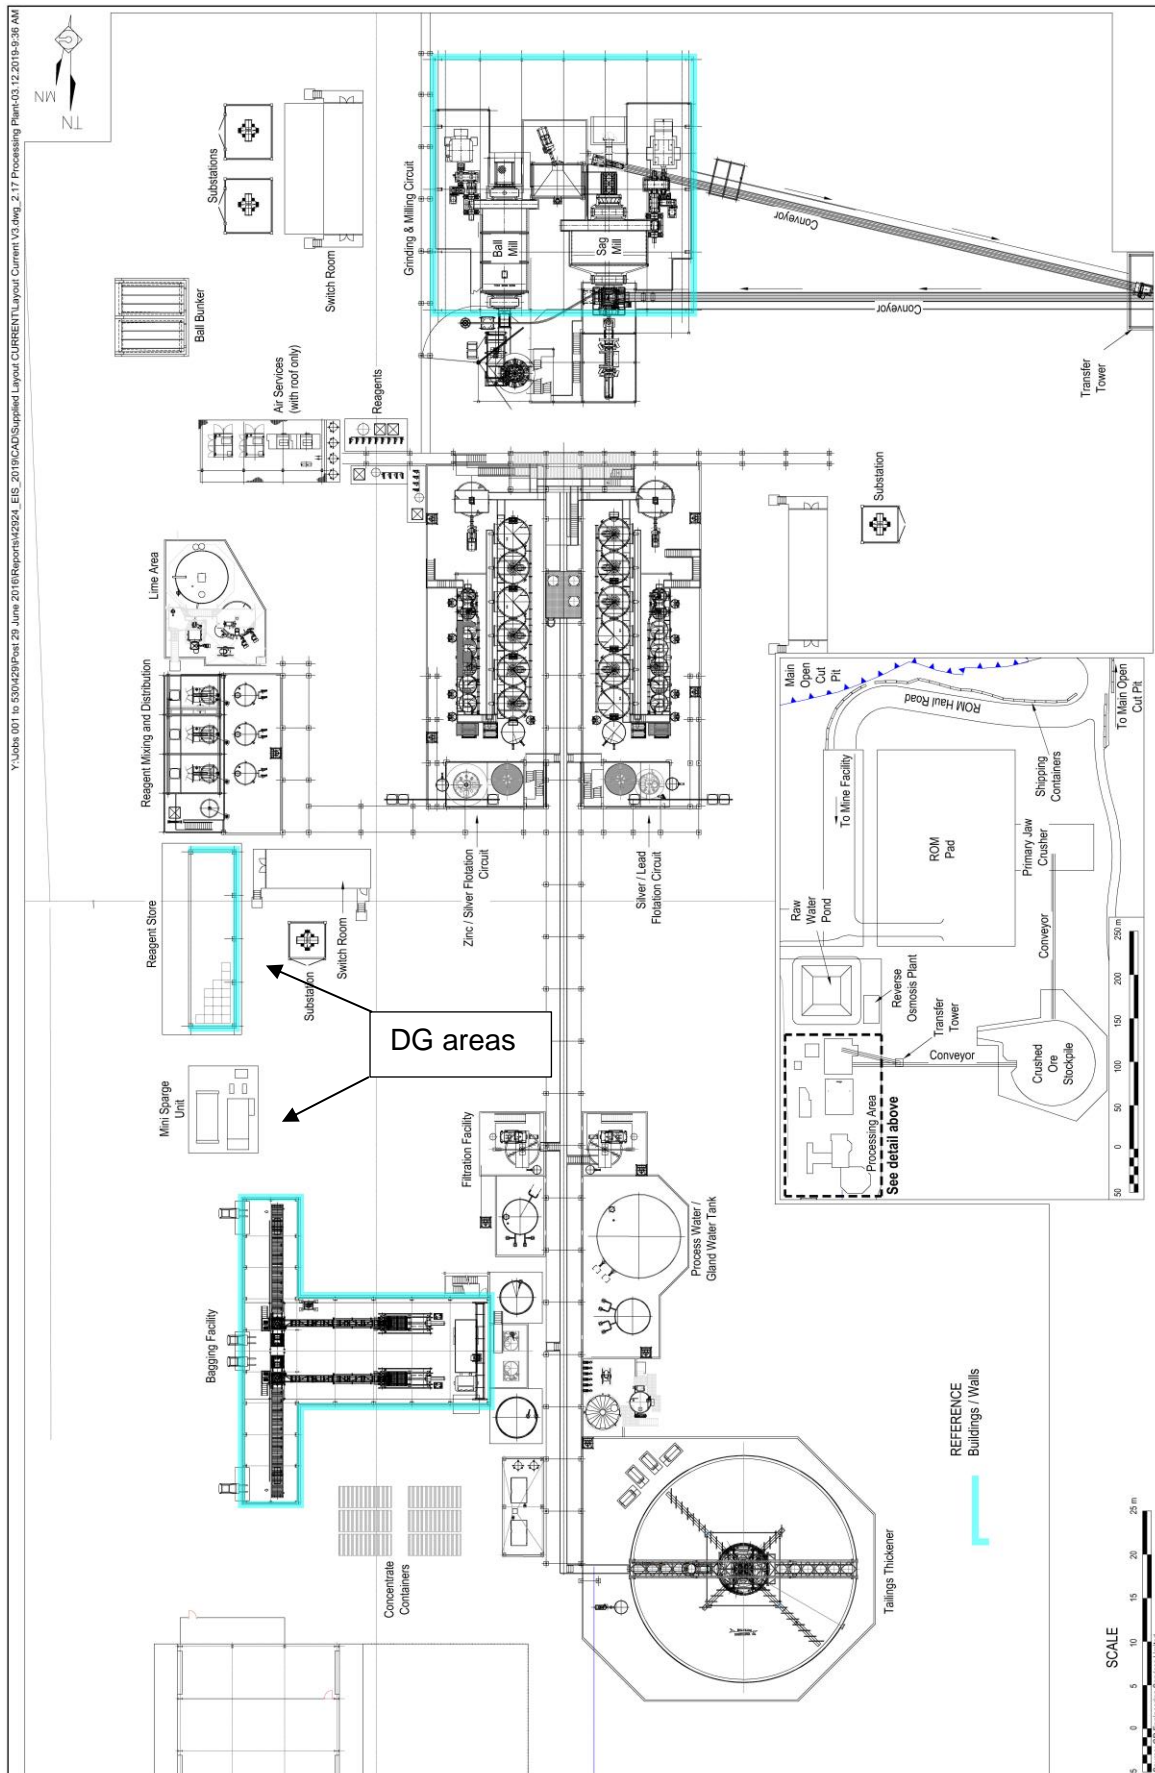 Y:\Jobs 001 to 530\429\Post 29 June 2016\Reports\42924_EIS_2019\CAD\Supplied Layout CURRENT\Layout Current V3.dwg_2.17 Processing Plant-03.12.2019-9:36 AM
MN
TN
Substations
Switch Room
Ball Bunker
Air Services
(with roof only)
Reagents
Grinding & Milling Circuit
Ball
Mill
Sag
Mill
Conveyor
Conveyor
Transfer
Tower
Lime Area
Reagent Mixing and Distribution
Reagent Store
Substation
Switch Room
Mini Sparge
Unit
DG areas
Zinc / Silver Flotation
Circuit
Silver / Lead
Flotation Circuit
Substation
Filtration Facility
Process Water /
Gland Water Tank
Bagging Facility
Concentrate
Containers
Tailings Thickener
Main
Open
Cut
Pit
ROM Haul Road
To Main Open
Cut Pit
To Mine Facility
Shipping
Containers
ROM
Pad
Primary Jaw
Crusher
Raw
Water
Pond
Reverse
Osmosis Plant
Conveyor
Transfer
Tower
Conveyor
Crushed
Ore
Stockpile
Processing Area
See detail above
50 0 50 100 150 200 250 m
REFERENCE
Buildings / Walls
SCALE
0 5 10 15 20 25 m